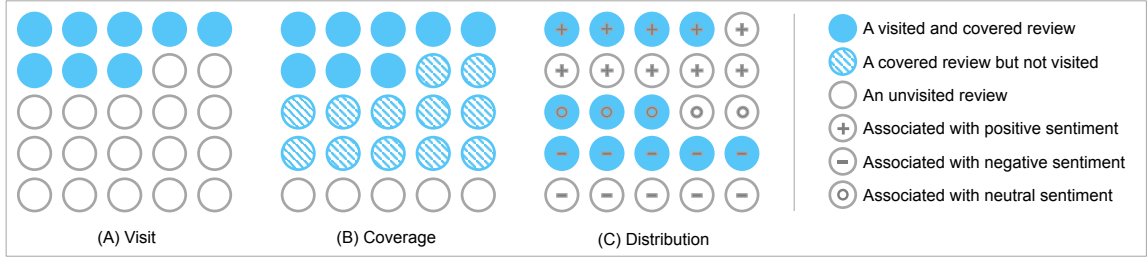 A visited and covered review
A covered review but not visited
An unvisited review
Associated with positive sentiment
Associated with negative sentiment
Associated with neutral sentiment
(A) Visit
(B) Coverage
(C) Distribution